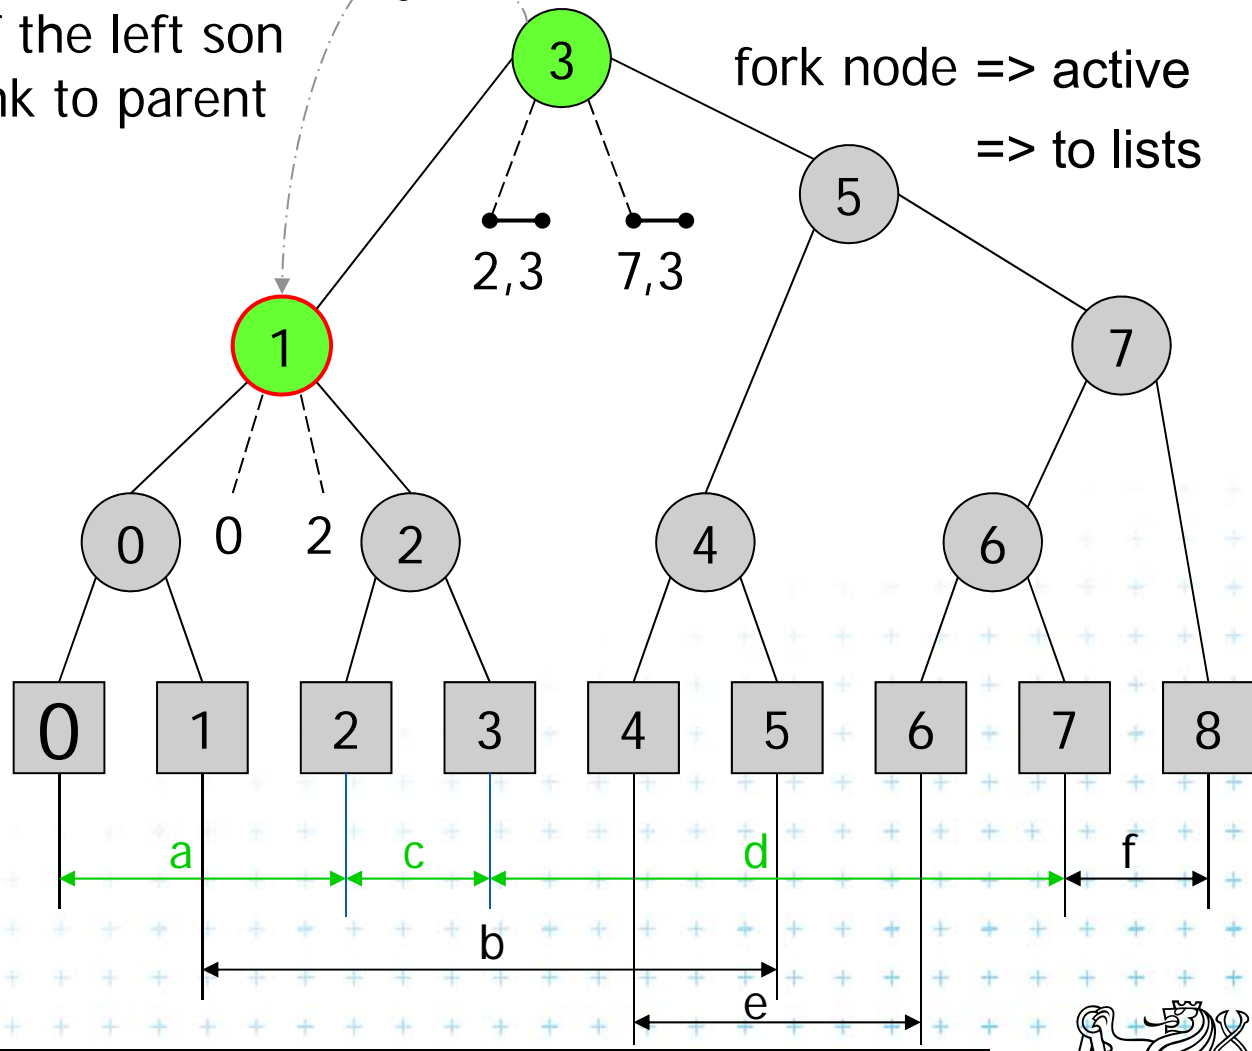 the left son
to parent
fork node => active
=> to lists
3
5
2,3 7,3
1
7
0 0 2 2 4 6
0 1 2 3 4 5 6 7 8
a c d f
b
e